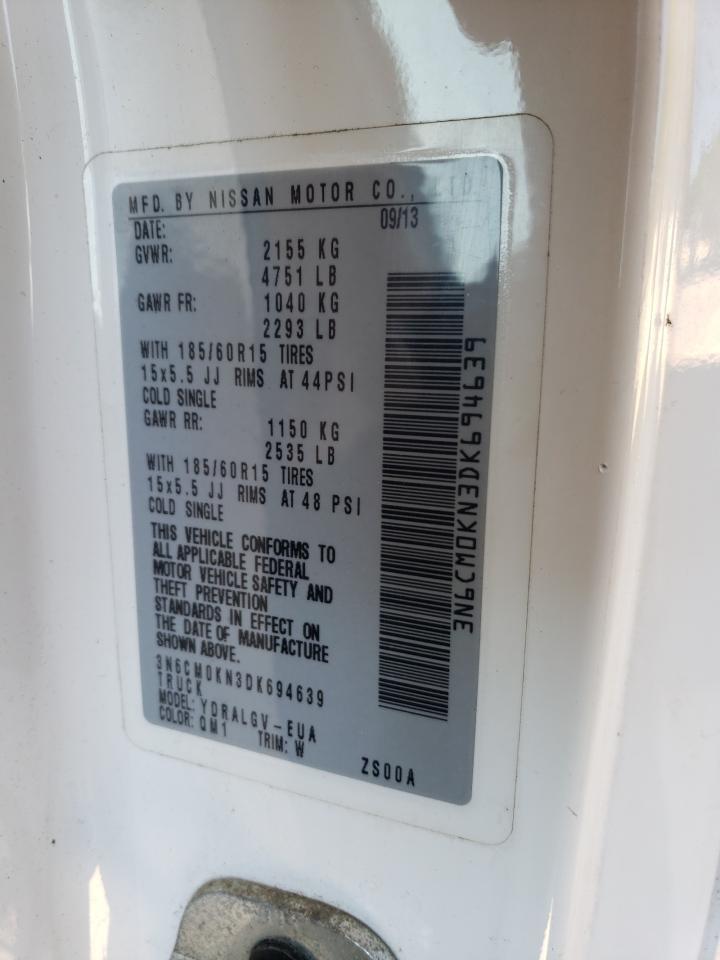 MFD. BY NISSAN MOTOR CO., LTD
DATE: 09/13
GVWR: 2155 KG
4751 LB
GAWR FR: 1040 KG
2293 LB
WITH 185/60R15 TIRES
15x5.5 JJ RIMS AT 44PSI
COLD SINGLE
GAWR RR: 1150 KG
2535 LB
WITH 185/60R15 TIRES
15x5.5 JJ RIMS AT 48 PSI
COLD SINGLE
THIS VEHICLE CONFORMS TO
ALL APPLICABLE FEDERAL
MOTOR VEHICLE SAFETY AND
THEFT PREVENTION
STANDARDS IN EFFECT ON
THE DATE OF MANUFACTURE
SHOWN ABOVE.
3N6CM0KN3DK694639
TRUCK
MODEL: YDRALGV-EUA
COLOR: QM1 TRIM: W
ZS00A
3N6CM0KN3DK694639